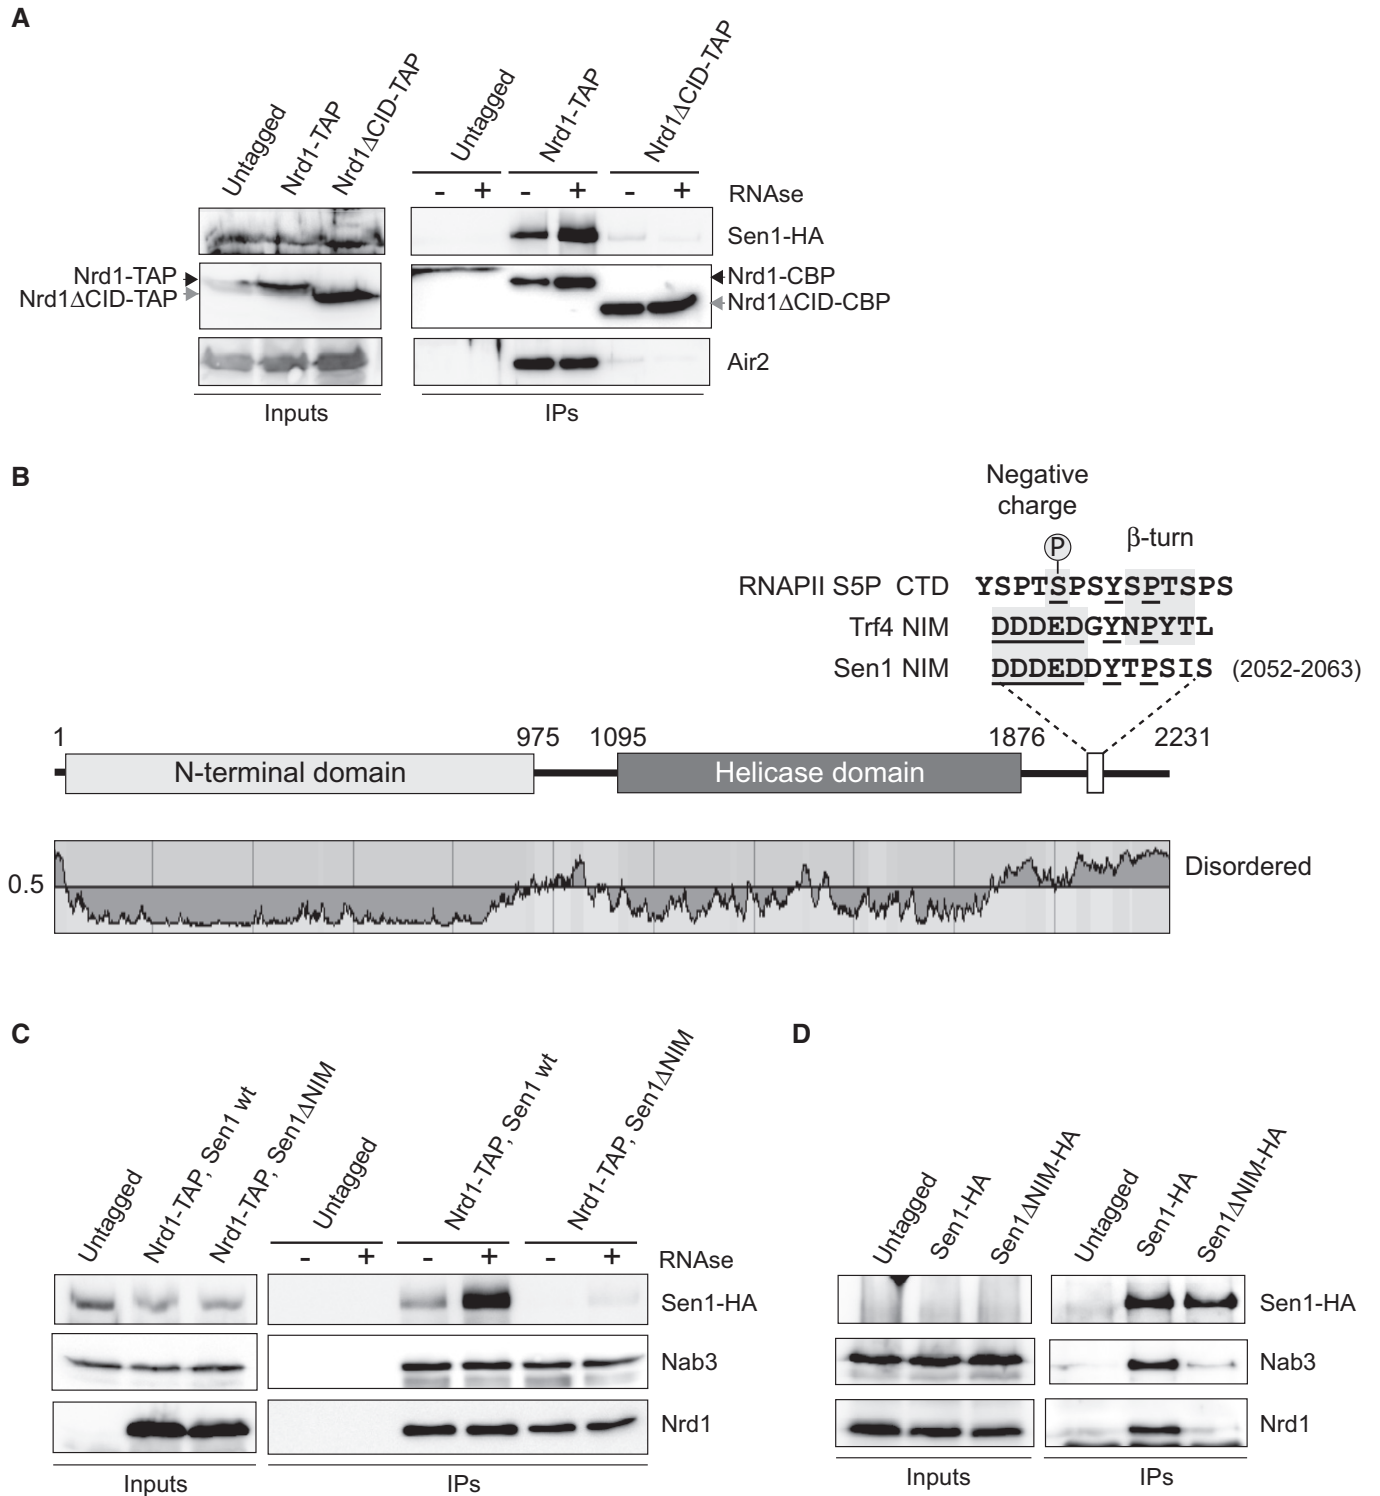 A
Untagged
Nrd1-TAP
Nrd1ΔCID-TAP
Untagged
Nrd1-TAP
Nrd1ΔCID-TAP
- + - + - + RNAse
Sen1-HA
Nrd1-TAP
Nrd1ΔCID-TAP
Nrd1-CBP
Nrd1ΔCID-CBP
Air2
Inputs
IPs
B
Negative
charge
β-turn
P
RNAPII S5P CTD YSPTSPSYSPTSPS
Trf4 NIM DDDEDGYNPYTL
Sen1 NIM DDDEDDYTPSIS (2052-2063)
1 975 1095 1876 2231
N-terminal domain
Helicase domain
0.5
Disordered
C
Untagged
Nrd1-TAP, Sen1 wt
Nrd1-TAP, Sen1ΔNIM
Untagged
Nrd1-TAP, Sen1 wt
Nrd1-TAP, Sen1ΔNIM
- + - + - + RNAse
Sen1-HA
Nab3
Nrd1
Inputs
IPs
D
Untagged
Sen1-HA
Sen1ΔNIM-HA
Untagged
Sen1-HA
Sen1ΔNIM-HA
Sen1-HA
Nab3
Nrd1
Inputs
IPs